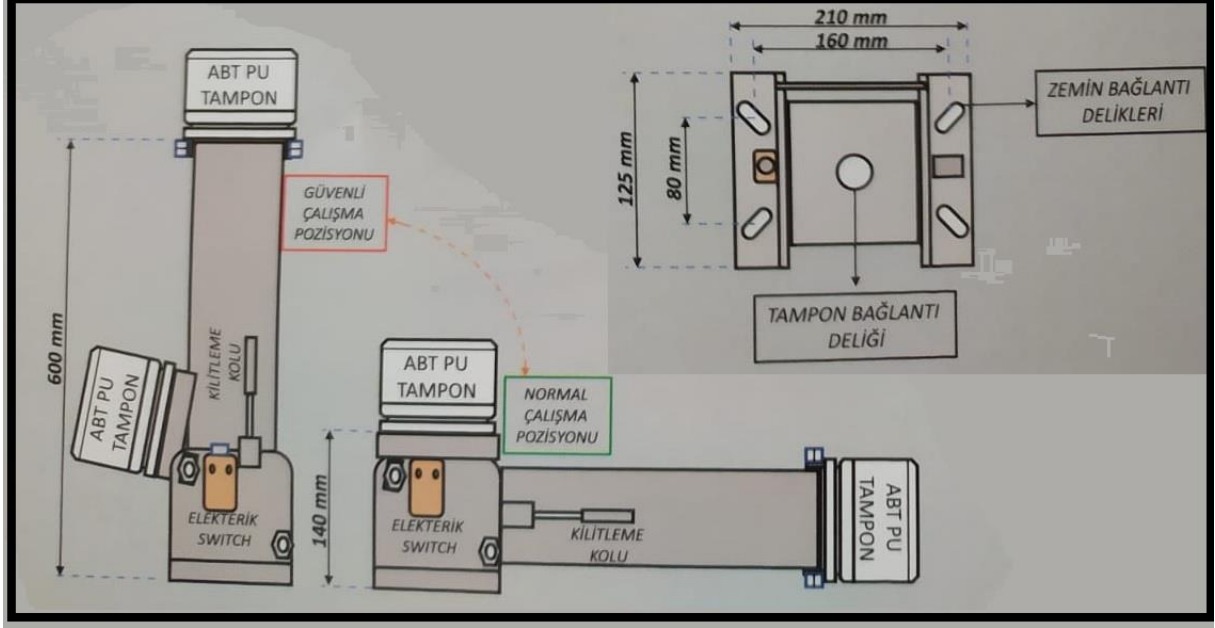 ABT PU
TAMPON
GÜVENLİ
ÇALIŞMA
POZİSYONU
600 mm
KİLİTLEME
KOLU
ABT PU
TAMPON
ELEKTERİK
SWITCH
ABT PU
TAMPON
NORMAL
ÇALIŞMA
POZİSYONU
140 mm
ELEKTERİK
SWITCH
KİLİTLEME
KOLU
ABT PU
TAMPON
210 mm
160 mm
125 mm
80 mm
ZEMİN BAĞLANTI
DELİKLERİ
TAMPON BAĞLANTI
DELİĞİ